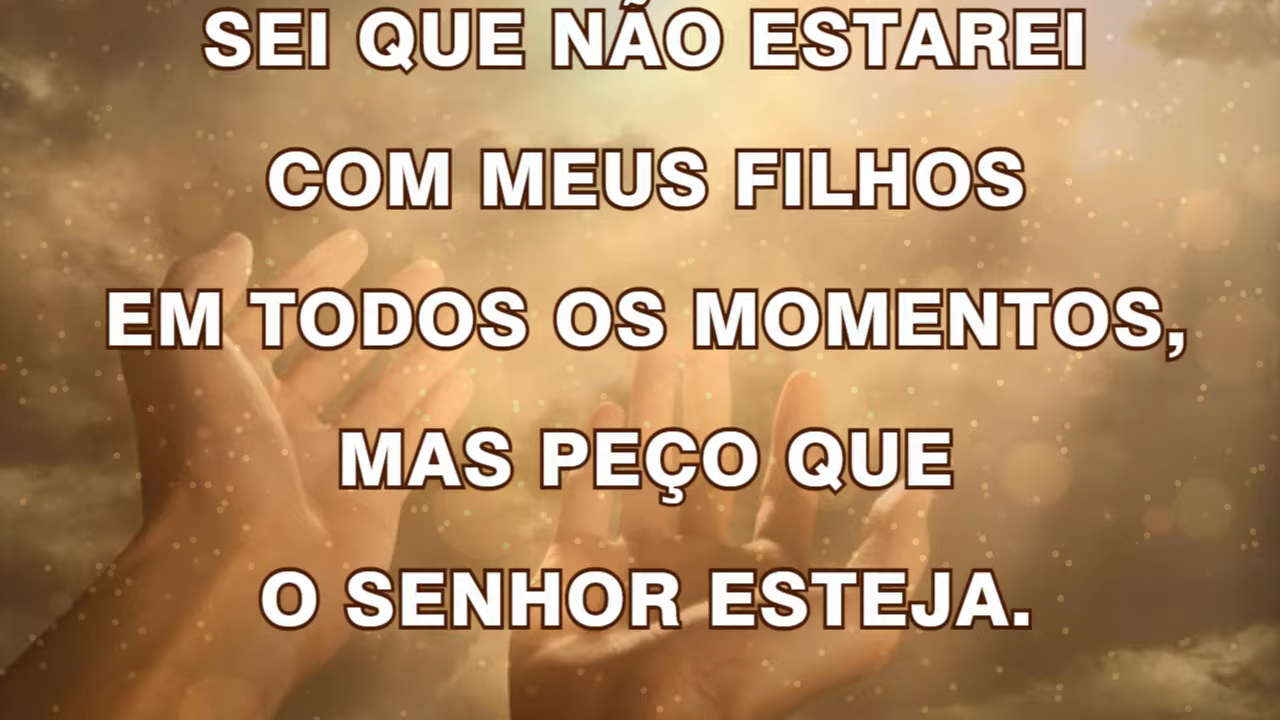 SEI QUE NÃO ESTAREI
COM MEUS FILHOS
EM TODOS OS MOMENTOS,
MAS PEÇO QUE
O SENHOR ESTEJA.